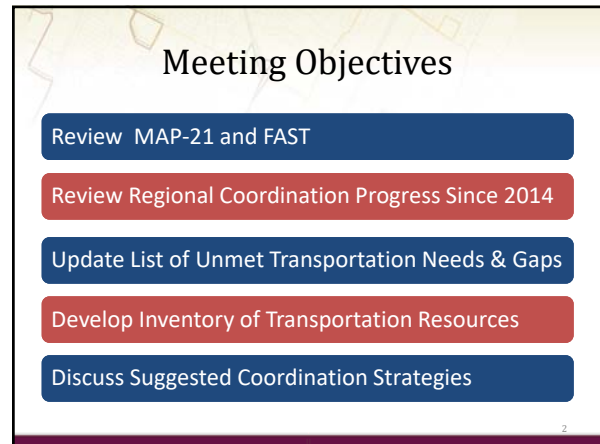 Meeting Objectives
Review  MAP-21 and FAST
Review Regional Coordination Progress Since 2014
Update List of Unmet Transportation Needs & Gaps
Develop Inventory of Transportation Resources
Discuss Suggested Coordination Strategies
2